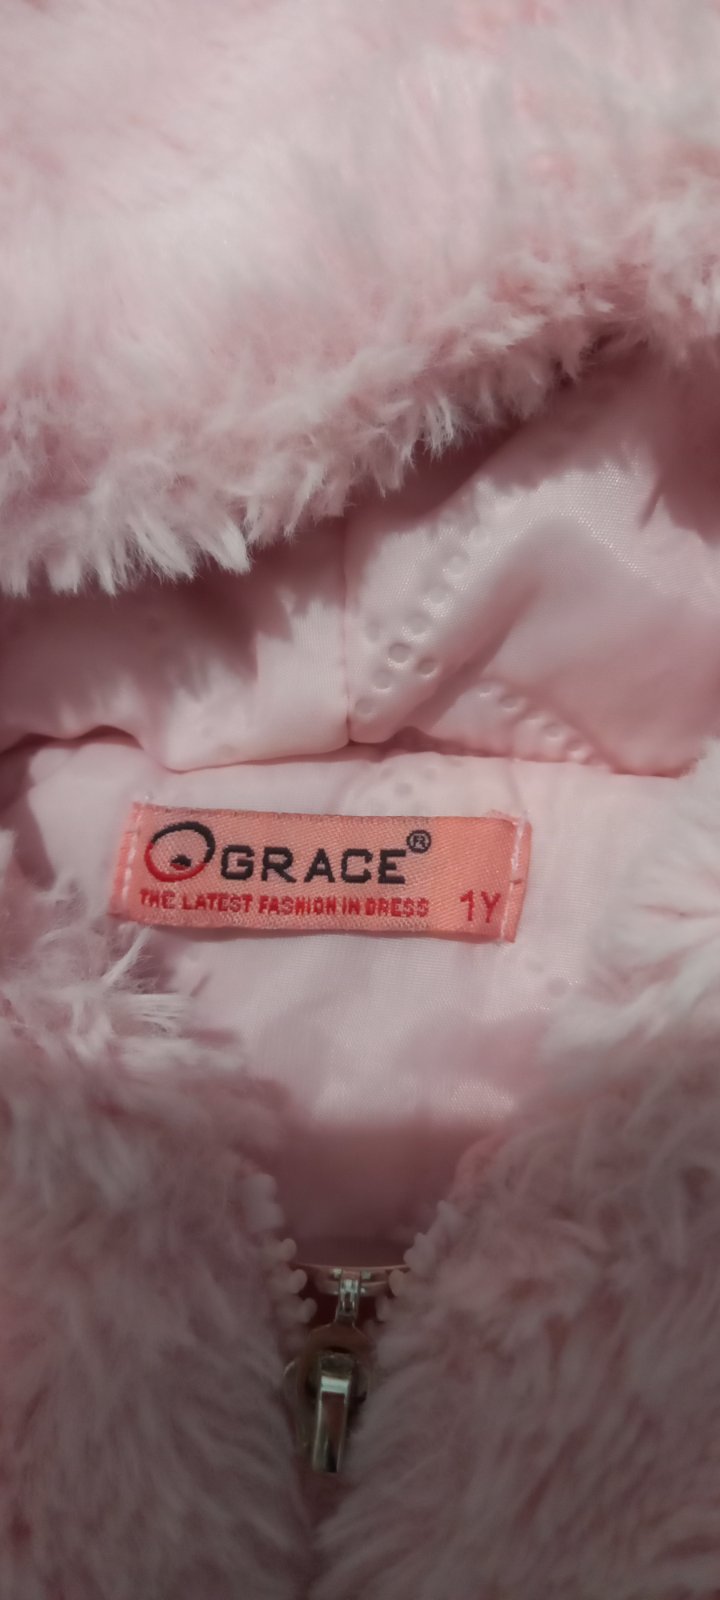 GRACE®
THE LATEST FASHION IN DRESS 1Y